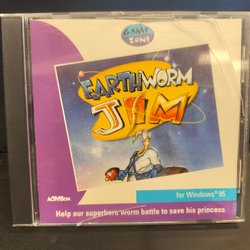 GAME
ZONE
EARTHWORM
JIM
for Windows® 95
ACTIVISION.
Help our superhero worm battle to save his princess